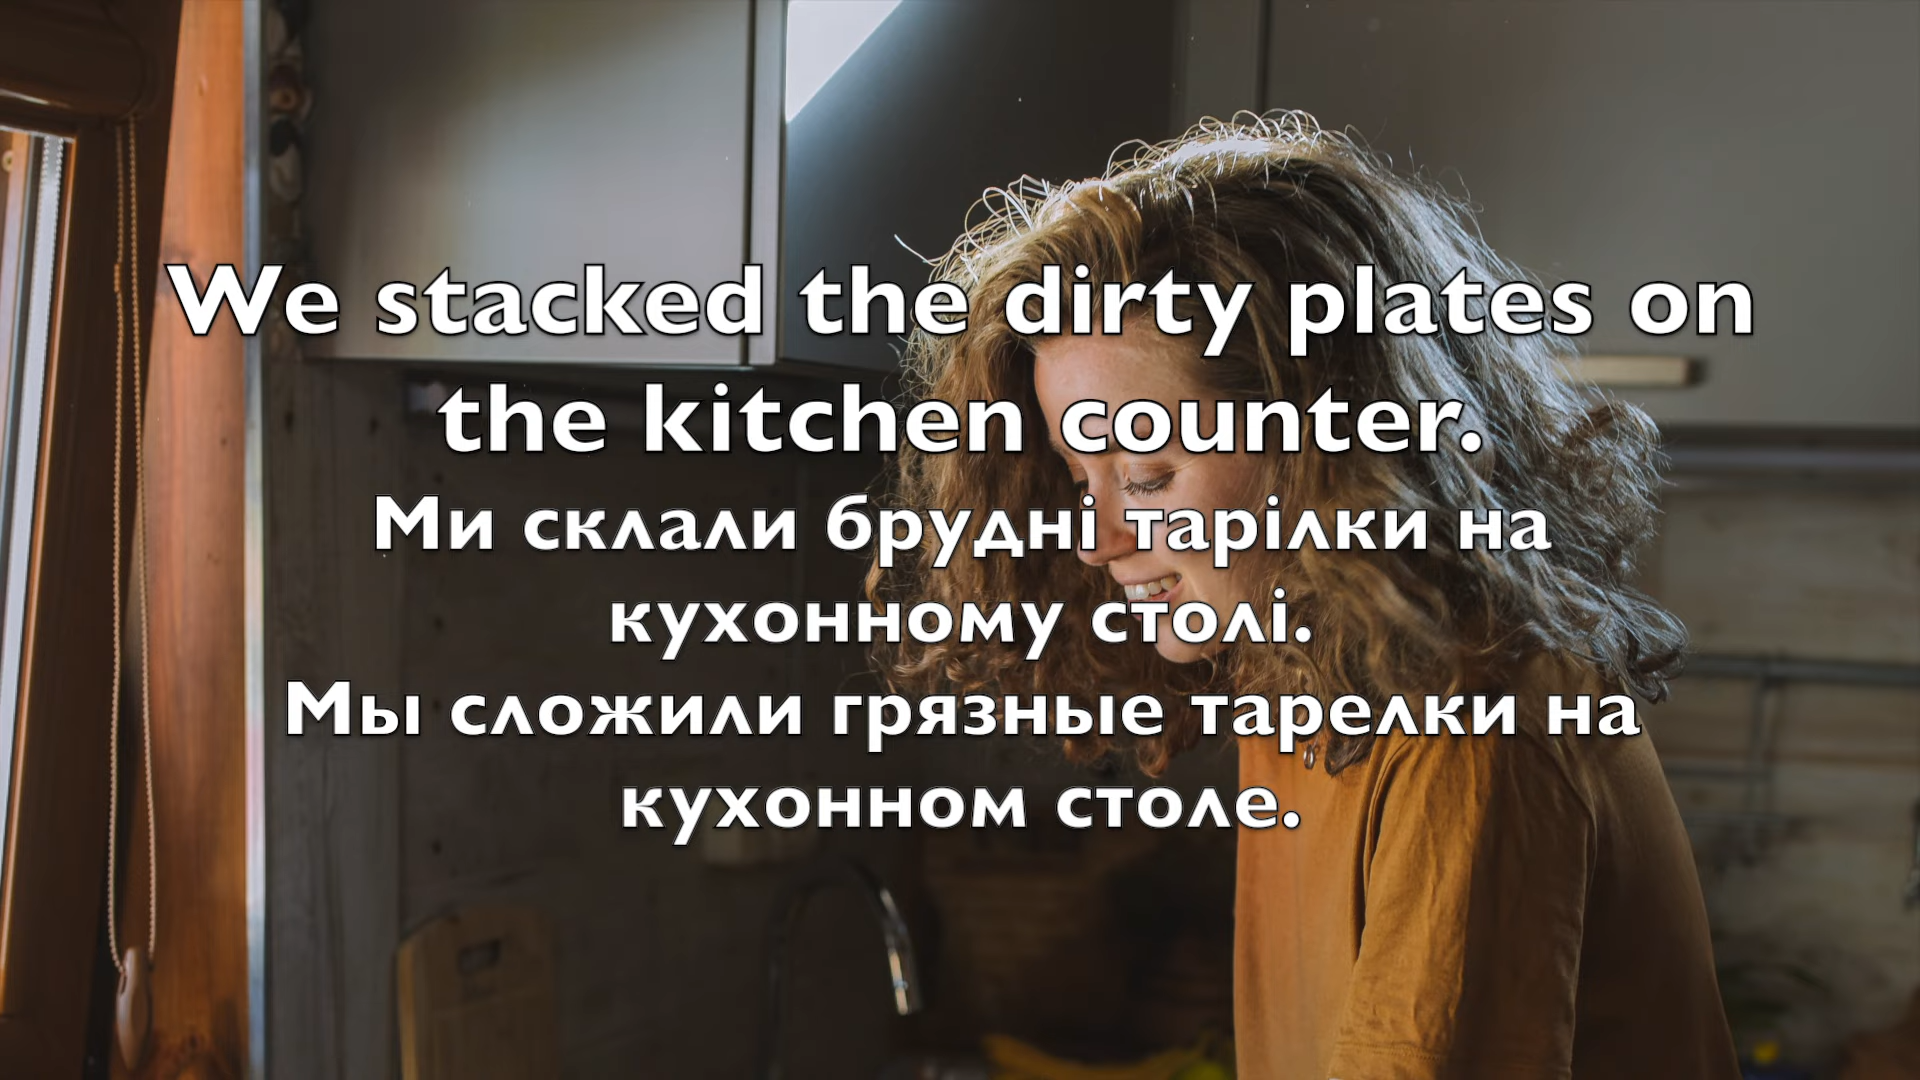 We stacked the dirty plates on
the kitchen counter.
Ми склали брудні тарілки на
кухонному столі.
Мы сложили грязные тарелки на
кухонном столе.